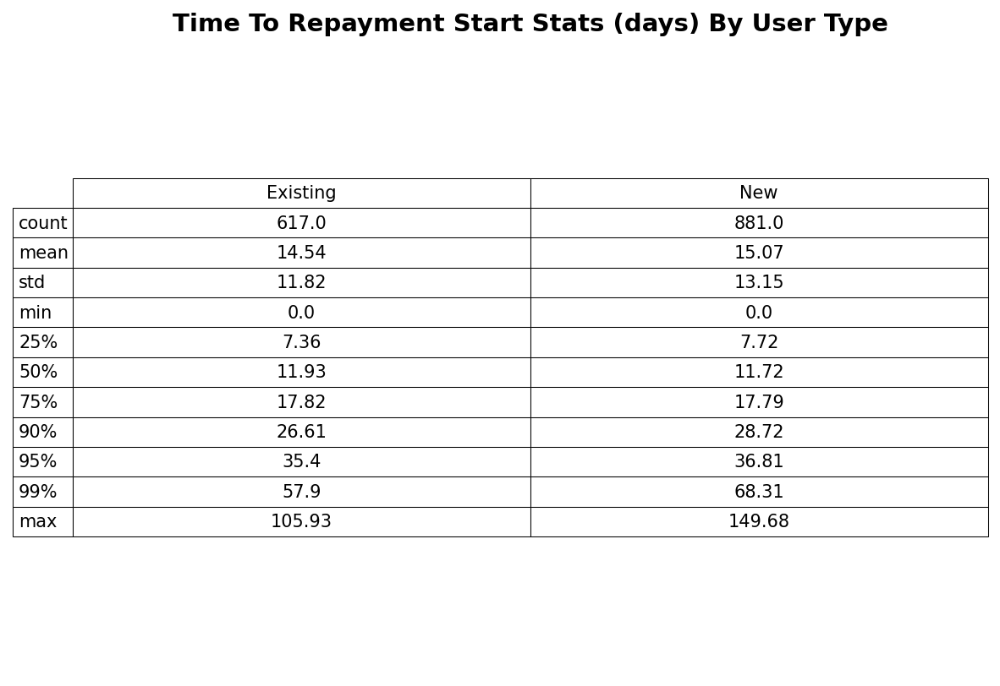 Time To Repayment Start Stats (days) By User Type
Existing New
count 617.0 881.0
mean 14.54 15.07
std 11.82 13.15
min 0.0 0.0
25% 7.36 7.72
50% 11.93 11.72
75% 17.82 17.79
90% 26.61 28.72
95% 35.4 36.81
99% 57.9 68.31
max 105.93 149.68